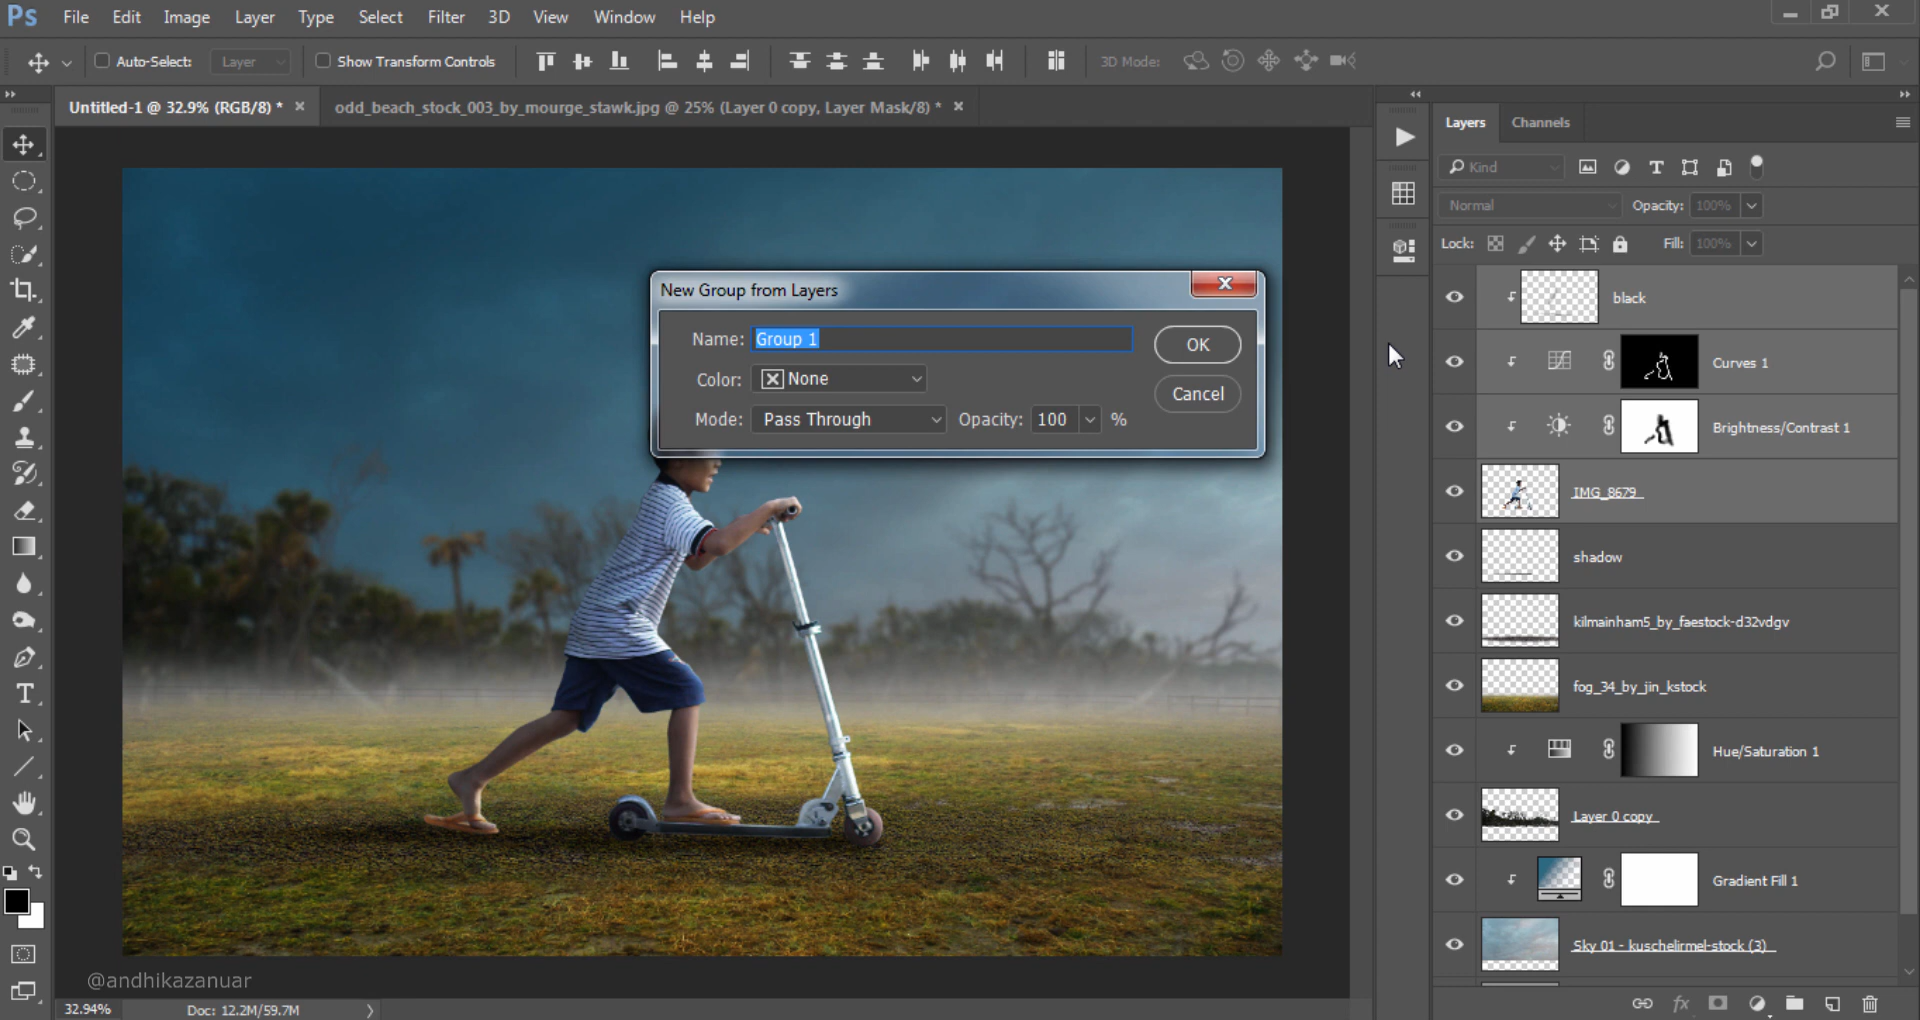 Ps File Edit Image Layer Type Select Filter 3D View Window Help
Auto-Select: Layer Show Transform Controls 3D Mode:
Untitled-1 @ 32.9% (RGB/8) * × odd_beach_stock_003_by_mourge_stawk.jpg @ 25% (Layer 0 copy, Layer Mask/8) * ×
Layers Channels
Kind
Normal Opacity: 100%
Lock: Fill: 100%
New Group from Layers
Name: Group 1
OK
Color: None
Cancel
Mode: Pass Through Opacity: 100 %
black
Curves 1
Brightness/Contrast 1
IMG_8679
shadow
kilmainham5_by_faestock-d32vdgv
fog_34_by_jin_kstock
Hue/Saturation 1
Layer 0 copy
Gradient Fill 1
Sky 01 - kuschelirmel-stock (3)
@andhikazanuar
32.94% Doc: 12.2M/59.7M
fx